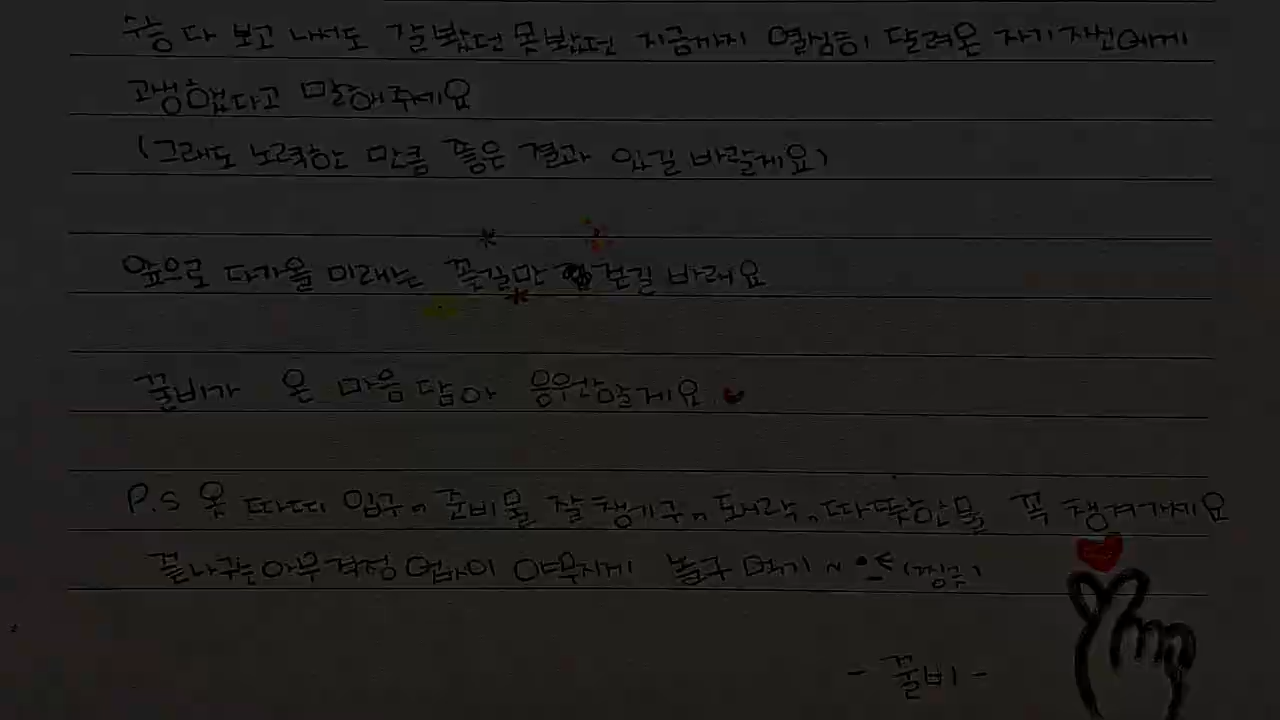 수능 다 보고 나서도 잘 봤던 못 봤던 지금까지 열심히 달려온 자기 자신에게
고생했다고 말해주세요
(그래도 노력한 만큼 좋은 결과 있길 바랄게요)
앞으로 다가올 미래는 꽃길만 걷길 바래요
꿀비가 온 마음 담아 응원할게요
P.S 옷 따띠 입구, 준비물 잘 챙기구, 도시락, 따뜻한물 꼭 챙겨가세요
끝나구는 아무 걱정 없이 야무지게 놀구 먹기~ (찡긋)
- 꿀비 -